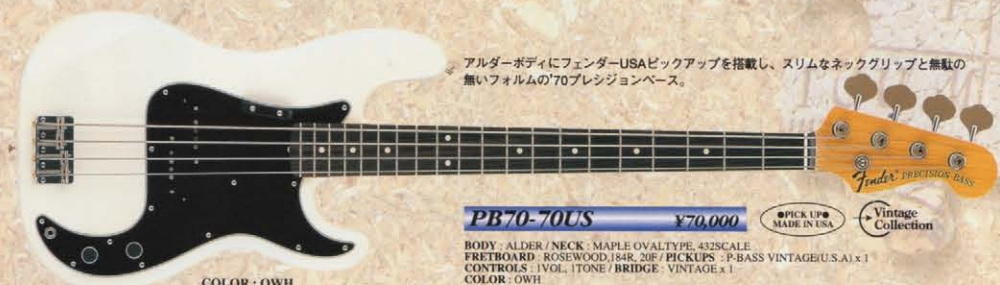 アルダーボディにフェンダーUSAピックアップを搭載し、スリムなネックグリップと無駄の
無いフォルムの'70プレシジョンベース。
Fender PRECISION BASS
PB70-70US ¥70,000
●PICK UP●
MADE IN USA
Vintage
Collection
BODY : ALDER / NECK : MAPLE OVALTYPE, 432SCALE
FRETBOARD : ROSEWOOD,184R, 20F / PICKUPS : P-BASS VINTAGE(U.S.A) x 1
CONTROLS : 1VOL, 1TONE / BRIDGE : VINTAGE x 1
COLOR : OWH
COLOR : OWH